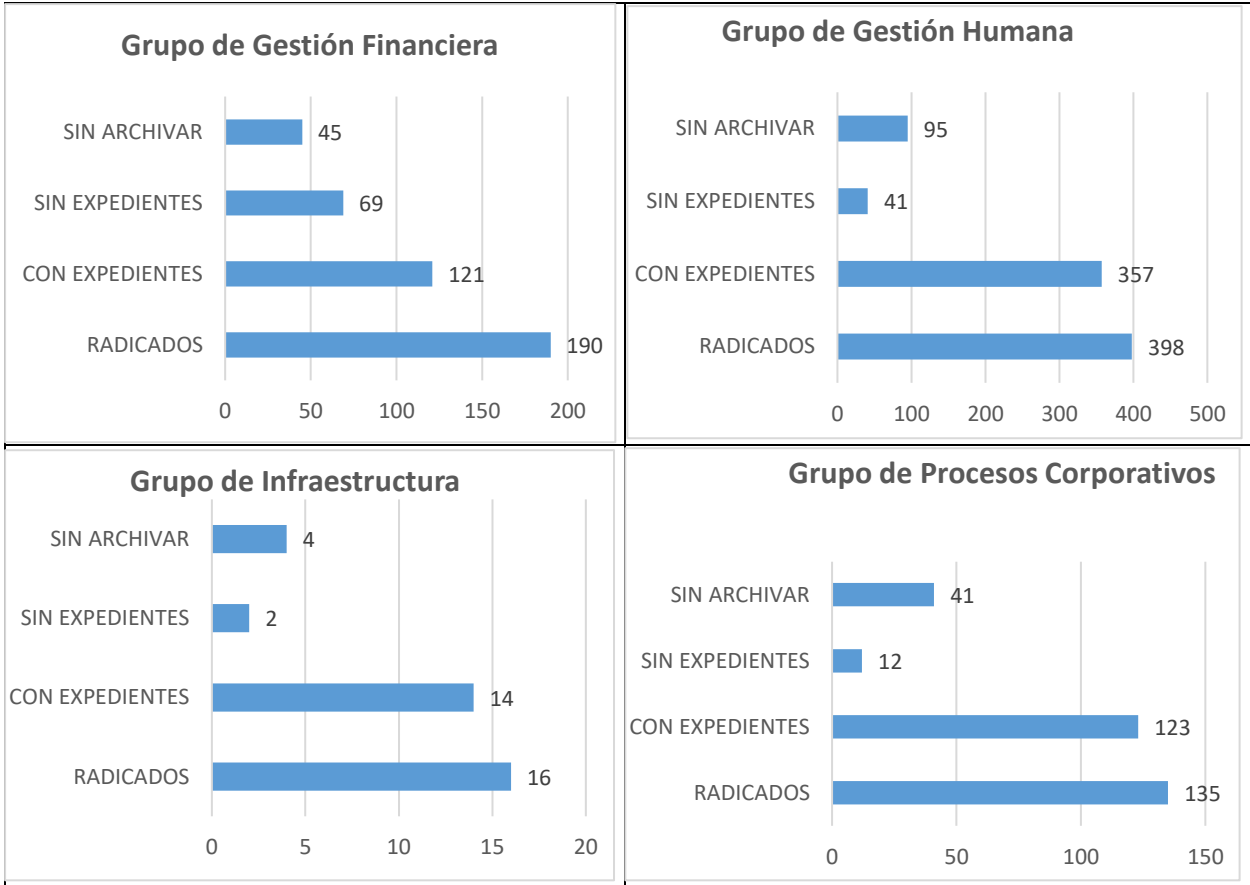 Grupo de Gestión Financiera
SIN ARCHIVAR 45
SIN EXPEDIENTES 69
CON EXPEDIENTES 121
RADICADOS 190
0 50 100 150 200
Grupo de Gestión Humana
SIN ARCHIVAR 95
SIN EXPEDIENTES 41
CON EXPEDIENTES 357
RADICADOS 398
0 100 200 300 400 500
Grupo de Infraestructura
SIN ARCHIVAR 4
SIN EXPEDIENTES 2
CON EXPEDIENTES 14
RADICADOS 16
0 5 10 15 20
Grupo de Procesos Corporativos
SIN ARCHIVAR 41
SIN EXPEDIENTES 12
CON EXPEDIENTES 123
RADICADOS 135
0 50 100 150